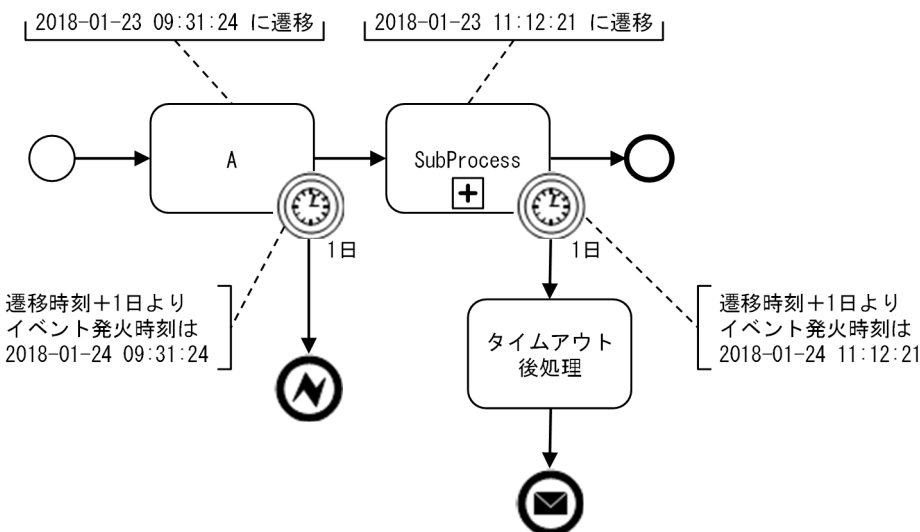 2018-01-23 09:31:24 に遷移
2018-01-23 11:12:21 に遷移
A
SubProcess
1日
1日
遷移時刻+1日より
イベント発火時刻は
2018-01-24 09:31:24
タイムアウト
後処理
遷移時刻+1日より
イベント発火時刻は
2018-01-24 11:12:21